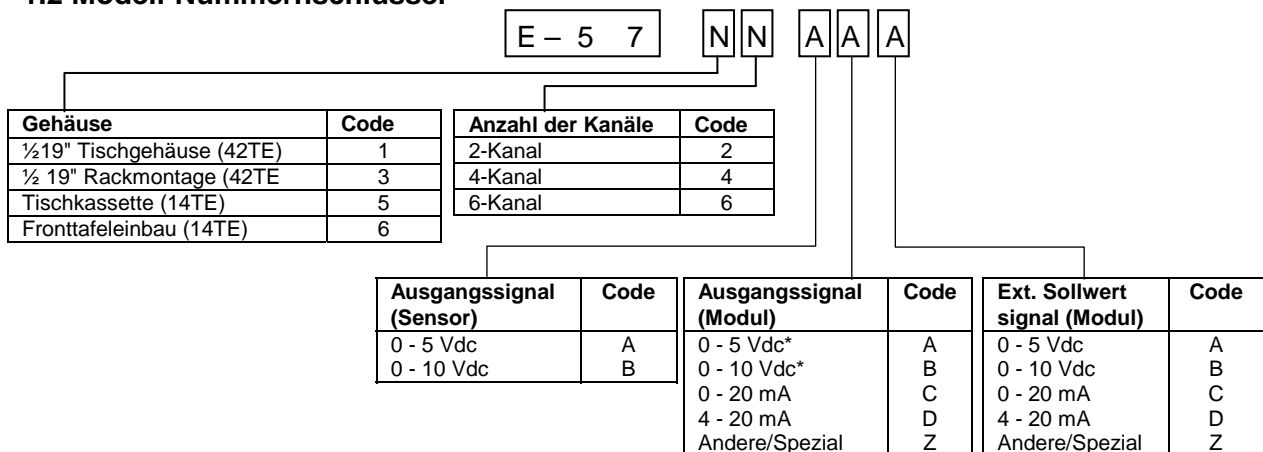 E – 5 7 N N A A A
Gehäuse Code
½19" Tischgehäuse (42TE) 1
½ 19" Rackmontage (42TE 3
Tischkassette (14TE) 5
Fronttafeleinbau (14TE) 6
Anzahl der Kanäle Code
2-Kanal 2
4-Kanal 4
6-Kanal 6
Ausgangssignal (Sensor) Code
0 - 5 Vdc A
0 - 10 Vdc B
Ausgangssignal (Modul) Code
0 - 5 Vdc* A
0 - 10 Vdc* B
0 - 20 mA C
4 - 20 mA D
Andere/Spezial Z
Ext. Sollwert signal (Modul) Code
0 - 5 Vdc A
0 - 10 Vdc B
0 - 20 mA C
4 - 20 mA D
Andere/Spezial Z